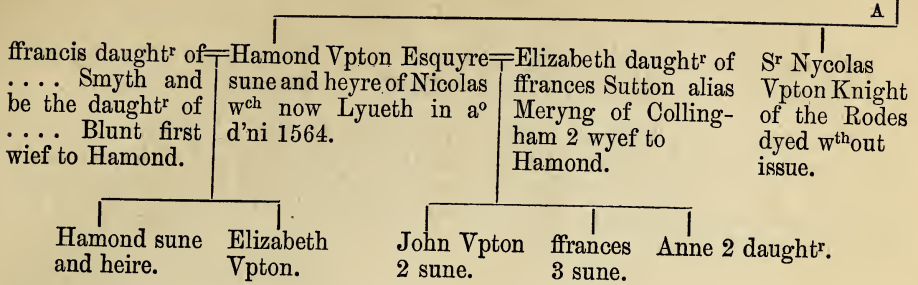 A
ffrancis daughtʳ of
. . . . Smyth and
be the daughtʳ of
. . . . Blunt first
wief to Hamond.
Hamond Vpton Esquyre
sune and heyre of Nicolas
wᶜʰ now Lyueth in aᵒ
d'ni 1564.
Elizabeth daughtʳ of
ffrances Sutton alias
Meryng of Colling-
ham 2 wyef to
Hamond.
Sʳ Nycolas
Vpton Knight
of the Rodes
dyed wᵗʰout
issue.
Hamond sune
and heire.
Elizabeth
Vpton.
John Vpton
2 sune.
ffrances
3 sune.
Anne 2 daughtʳ.